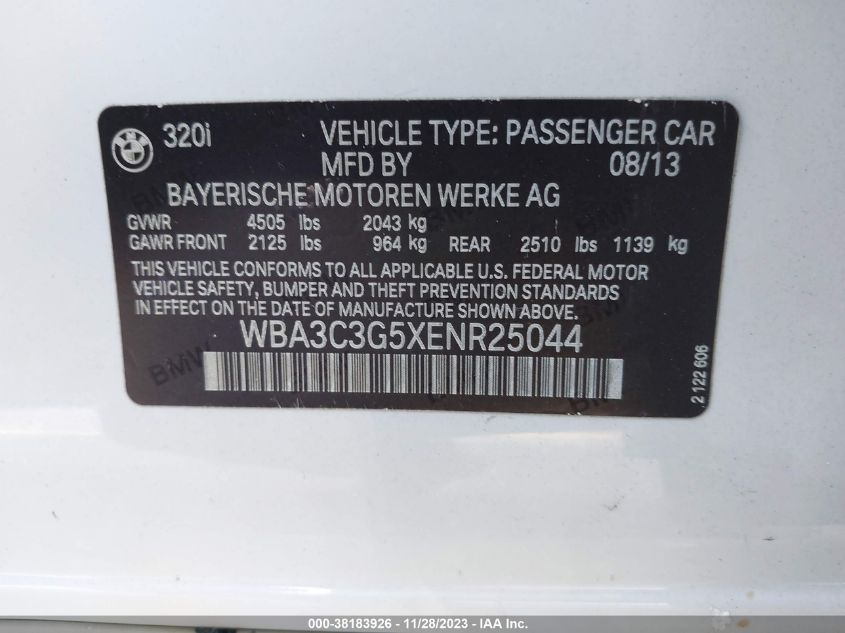 320i VEHICLE TYPE: PASSENGER CAR
MFD BY 08/13
BAYERISCHE MOTOREN WERKE AG
GVWR 4505 lbs 2043 kg
GAWR FRONT 2125 lbs 964 kg REAR 2510 lbs 1139 kg
THIS VEHICLE CONFORMS TO ALL APPLICABLE U.S. FEDERAL MOTOR
VEHICLE SAFETY, BUMPER AND THEFT PREVENTION STANDARDS
IN EFFECT ON THE DATE OF MANUFACTURE SHOWN ABOVE.
WBA3C3G5XENR25044
2 122 606
BMW
000-38183926 | 11/28/2023 - IAA Inc.